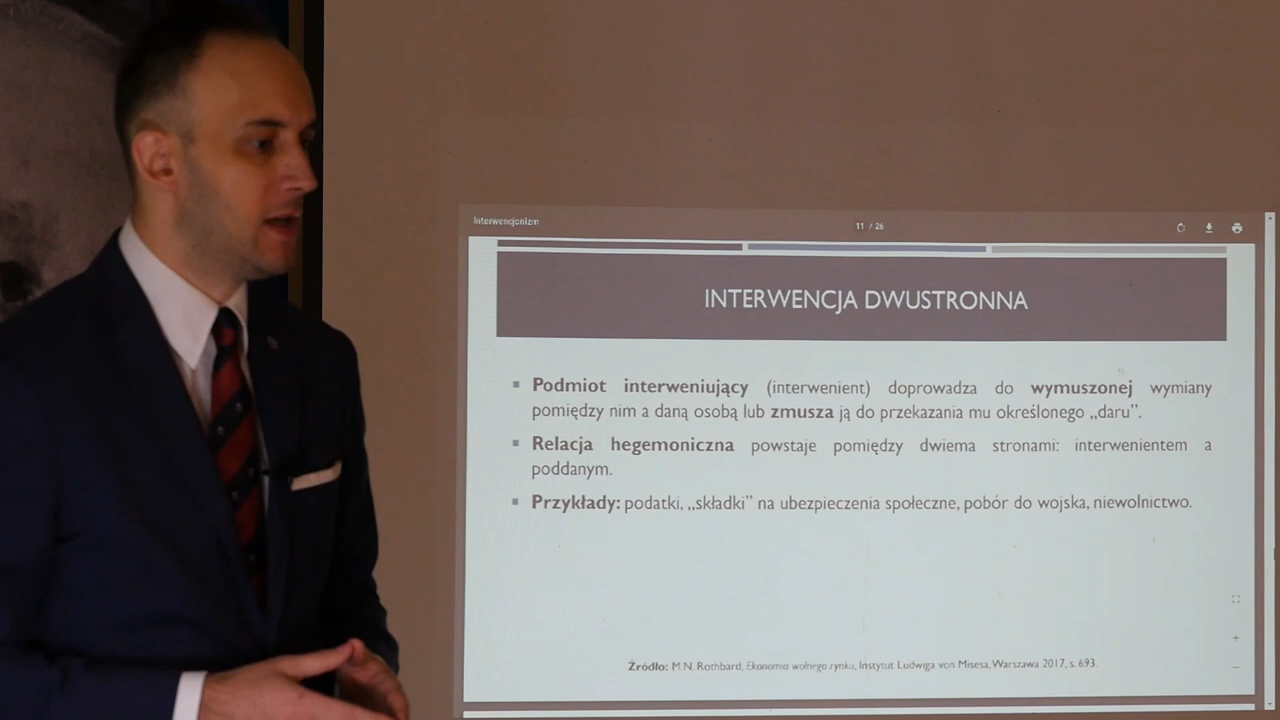 Interwencjonizm
11 / 26
INTERWENCJA DWUSTRONNA
Podmiot interweniujący (interwenient) doprowadza do wymuszonej wymiany
pomiędzy nim a daną osobą lub zmusza ją do przekazania mu określonego „daru”.
Relacja hegemoniczna powstaje pomiędzy dwiema stronami: interwenientem a
poddanym.
Przykłady: podatki, „składki” na ubezpieczenia społeczne, pobór do wojska, niewolnictwo.
Źródło: M.N. Rothbard, Ekonomia wolnego rynku, Instytut Ludwiga von Misesa, Warszawa 2017, s. 693.